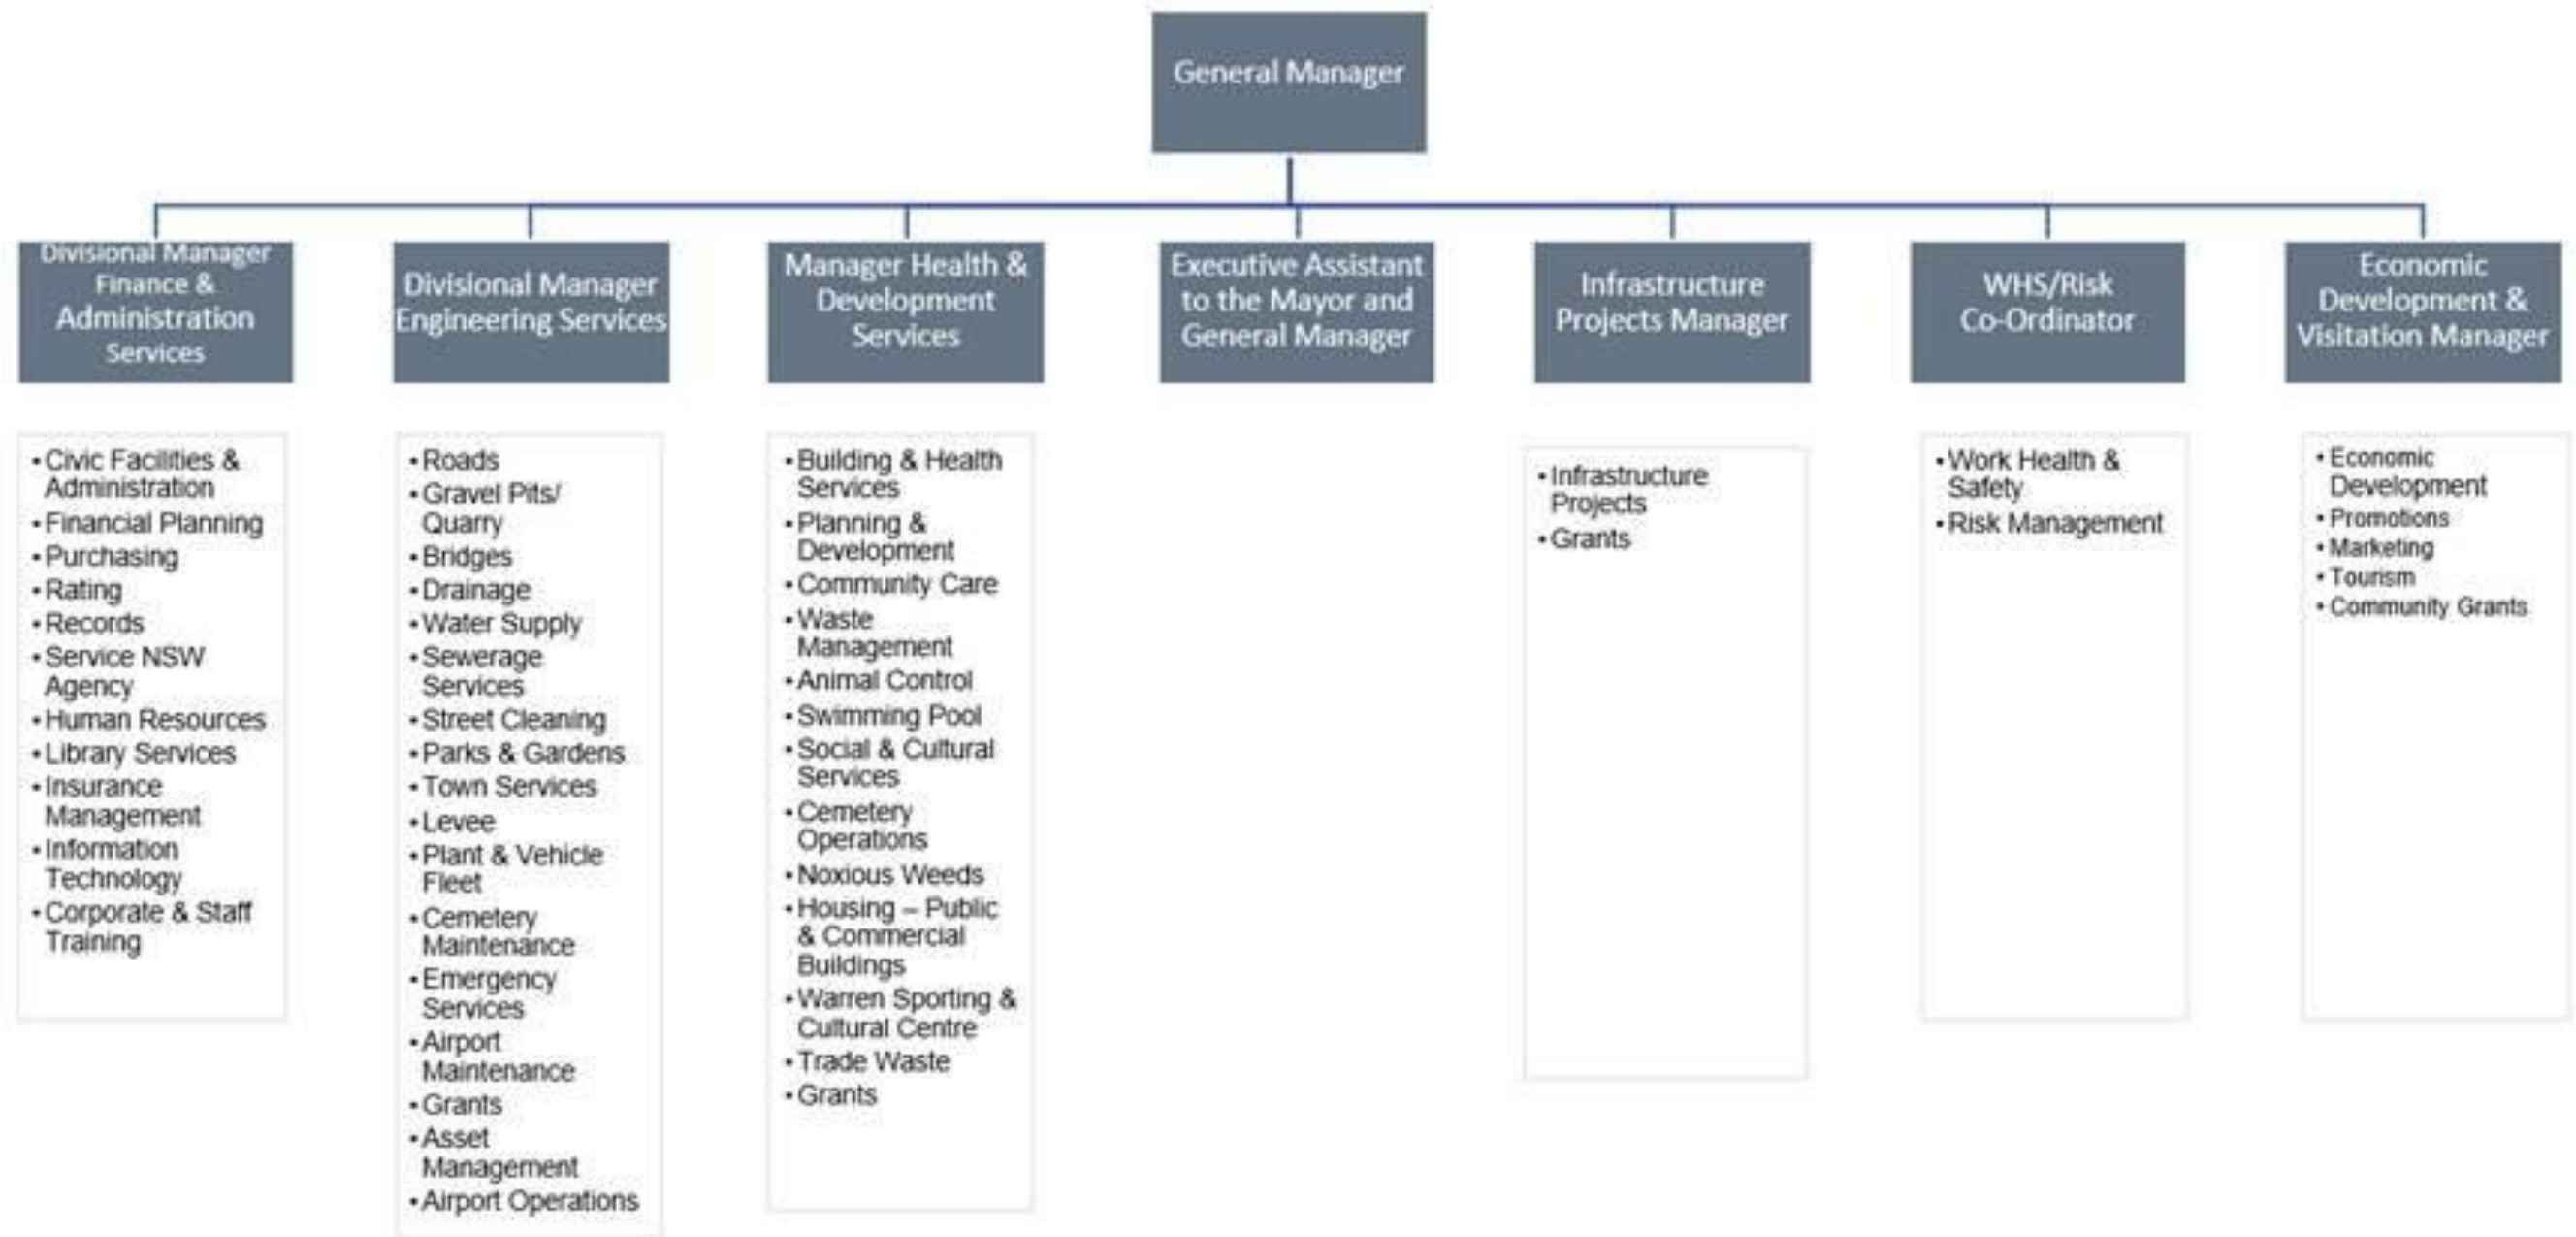 General Manager
Divisional Manager
Finance &
Administration
Services
Divisional Manager
Engineering Services
Manager Health &
Development
Services
Executive Assistant
to the Mayor and
General Manager
Infrastructure
Projects Manager
WHS/Risk
Co-Ordinator
Economic
Development &
Visitation Manager
• Civic Facilities &
Administration
• Financial Planning
• Purchasing
• Rating
• Records
• Service NSW
Agency
• Human Resources
• Library Services
• Insurance
Management
• Information
Technology
• Corporate & Staff
Training
• Roads
• Gravel Pits/
Quarry
• Bridges
• Drainage
• Water Supply
• Sewerage
Services
• Street Cleaning
• Parks & Gardens
• Town Services
• Levee
• Plant & Vehicle
Fleet
• Cemetery
Maintenance
• Emergency
Services
• Airport
Maintenance
• Grants
• Asset
Management
• Airport Operations
• Building & Health
Services
• Planning &
Development
• Community Care
• Waste
Management
• Animal Control
• Swimming Pool
• Social & Cultural
Services
• Cemetery
Operations
• Noxious Weeds
• Housing – Public
& Commercial
Buildings
• Warren Sporting &
Cultural Centre
• Trade Waste
• Grants
• Infrastructure
Projects
• Grants
• Work Health &
Safety
• Risk Management
• Economic
Development
• Promotions
• Marketing
• Tourism
• Community Grants